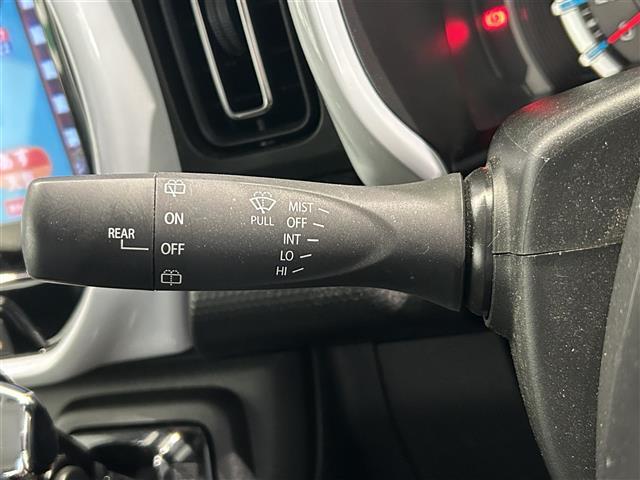 REAR
ON
OFF
PULL
MIST
OFF
INT
LO
HI